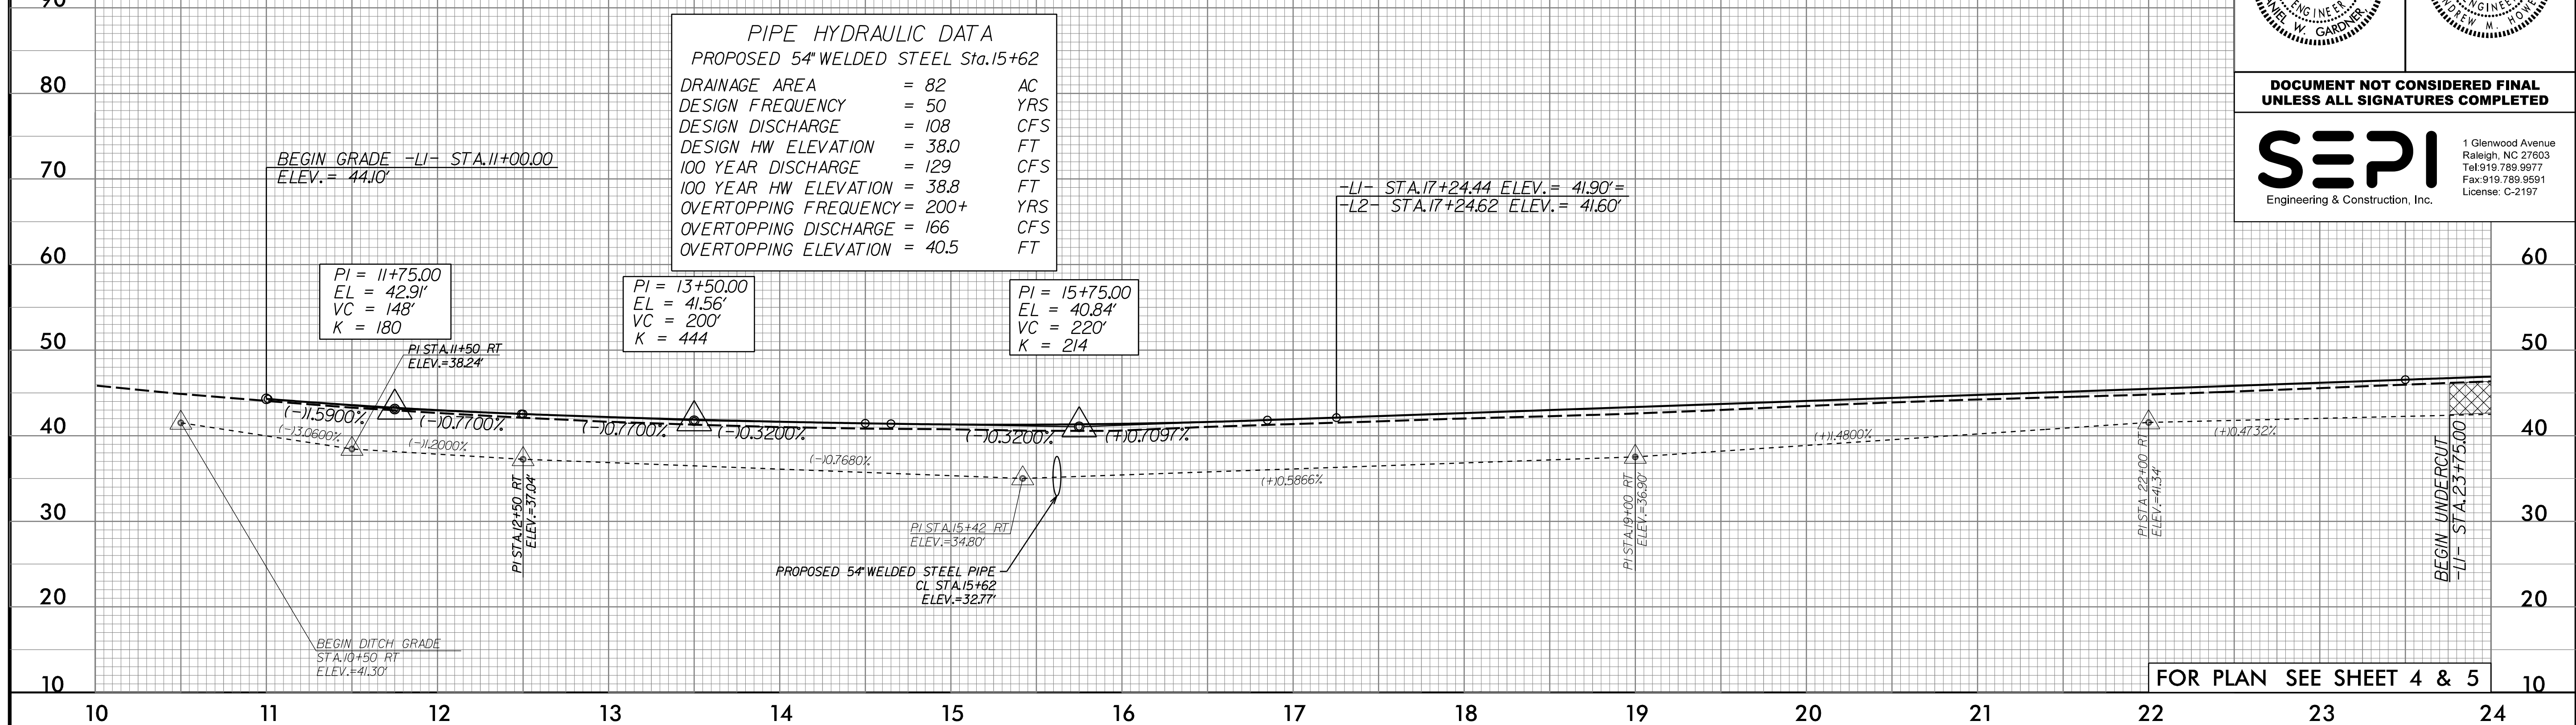 90
80
70
60
50
40
30
20
10
PIPE HYDRAULIC DATA
PROPOSED 54" WELDED STEEL Sta.15+62
DRAINAGE AREA = 82 AC
DESIGN FREQUENCY = 50 YRS
DESIGN DISCHARGE = 108 CFS
DESIGN HW ELEVATION = 38.0 FT
100 YEAR DISCHARGE = 129 CFS
100 YEAR HW ELEVATION = 38.8 FT
OVERTOPPING FREQUENCY = 200+ YRS
OVERTOPPING DISCHARGE = 166 CFS
OVERTOPPING ELEVATION = 40.5 FT
ENGINEER
DANIEL W. GARDNER
ENGINEER
ANDREW M. HOWE
DOCUMENT NOT CONSIDERED FINAL
UNLESS ALL SIGNATURES COMPLETED
SEPI
Engineering & Construction, Inc.
1 Glenwood Avenue
Raleigh, NC 27603
Tel:919.789.9977
Fax:919.789.9591
License: C-2197
BEGIN GRADE -L1- STA.11+00.00
ELEV.= 44.10'
-L1- STA.17+24.44 ELEV.= 41.90'=
-L2- STA.17+24.62 ELEV.= 41.60'
PI = 11+75.00
EL = 42.91'
VC = 148'
K = 180
PI = 13+50.00
EL = 41.56'
VC = 200'
K = 444
PI = 15+75.00
EL = 40.84'
VC = 220'
K = 214
PI STA.11+50 RT
ELEV.=38.24'
(-)1.5900%
(-)0.7700%
(-)0.7700%
(-)0.3200%
(-)0.3200%
(+)0.7097%
(-)3.0600%
(-)1.2000%
(-)0.7680%
(+)0.5866%
(+)1.4800%
(+)0.4732%
PI STA.12+50 RT
ELEV.=37.04'
PI STA.15+42 RT
ELEV.=34.80'
PROPOSED 54" WELDED STEEL PIPE
CL STA.15+62
ELEV.=32.77'
PI STA.19+00 RT
ELEV.=36.90'
PI STA 22+00 RT
ELEV.=41.34'
BEGIN UNDERCUT
-L1- STA.23+75.00
BEGIN DITCH GRADE
STA.10+50 RT
ELEV.=41.30'
60
50
40
30
20
10
FOR PLAN SEE SHEET 4 & 5
10 11 12 13 14 15 16 17 18 19 20 21 22 23 24